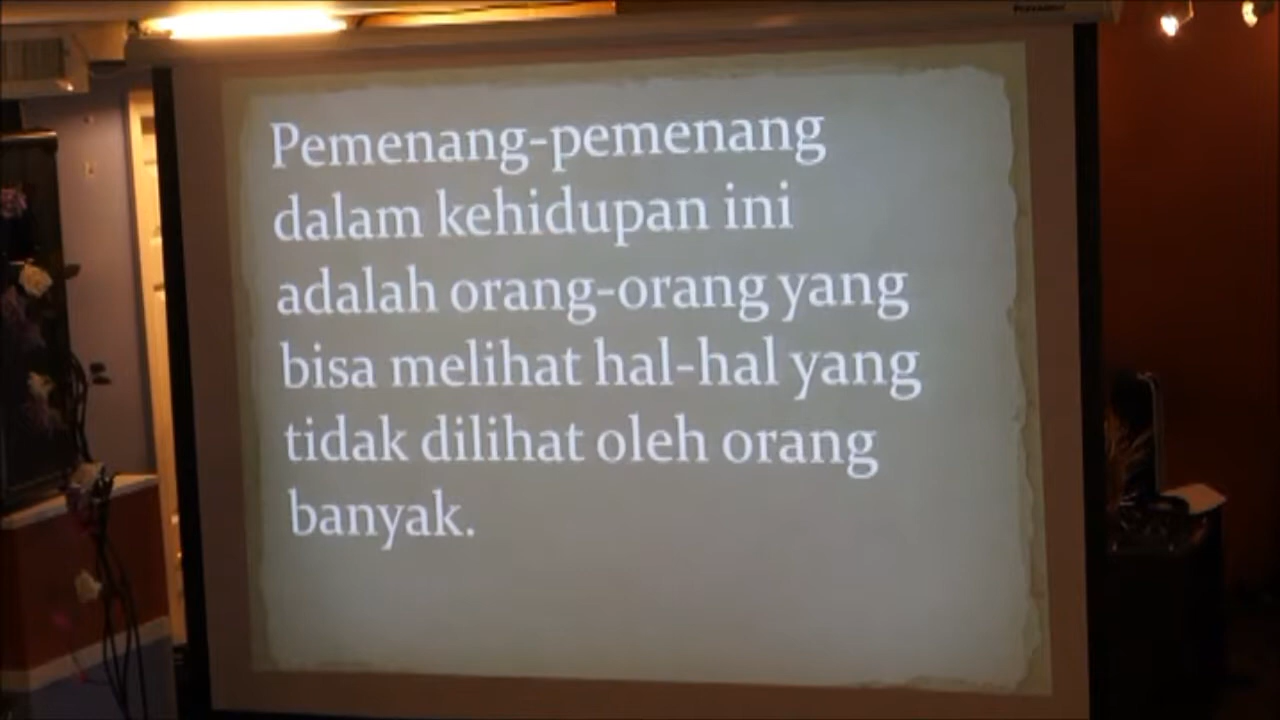 Pemenang-pemenang
dalam kehidupan ini
adalah orang-orang yang
bisa melihat hal-hal yang
tidak dilihat oleh orang
banyak.